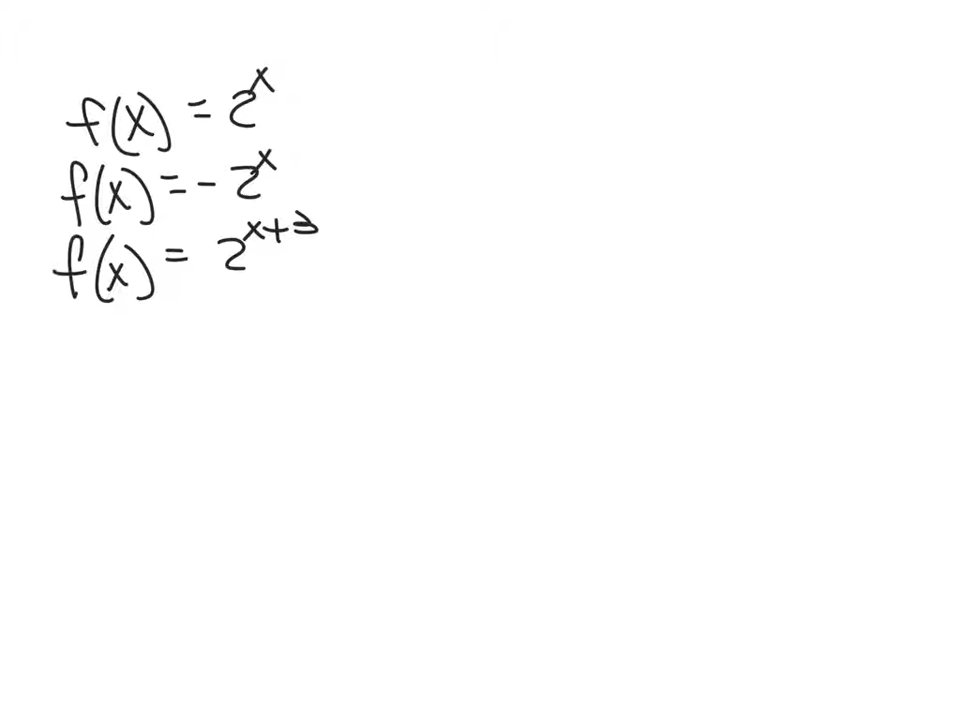 f(x) = 2^x
f(x) = -2^x
f(x) = 2^{x+3}